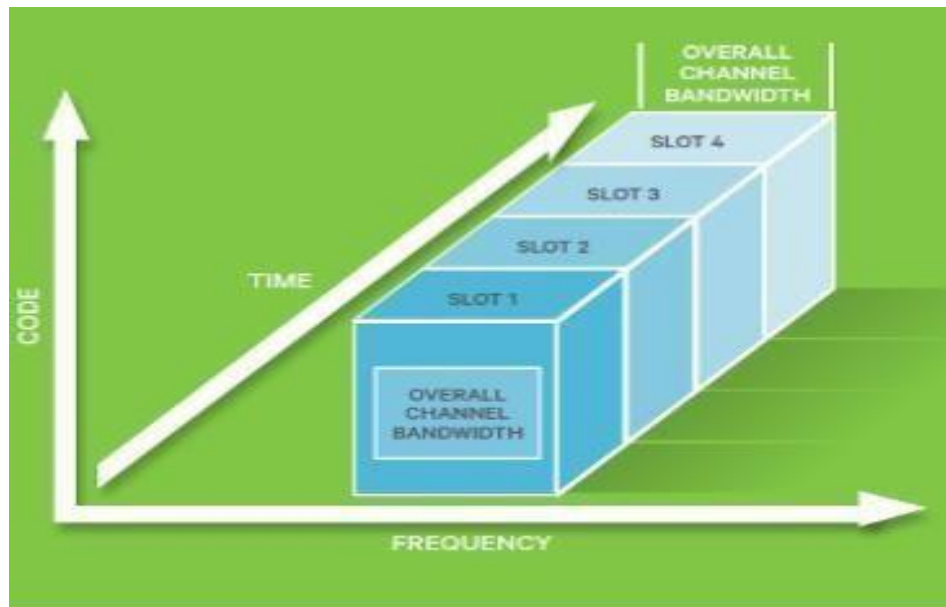 OVERALL
CHANNEL
BANDWIDTH
SLOT 4
SLOT 3
SLOT 2
SLOT 1
TIME
CODE
OVERALL
CHANNEL
BANDWIDTH
FREQUENCY